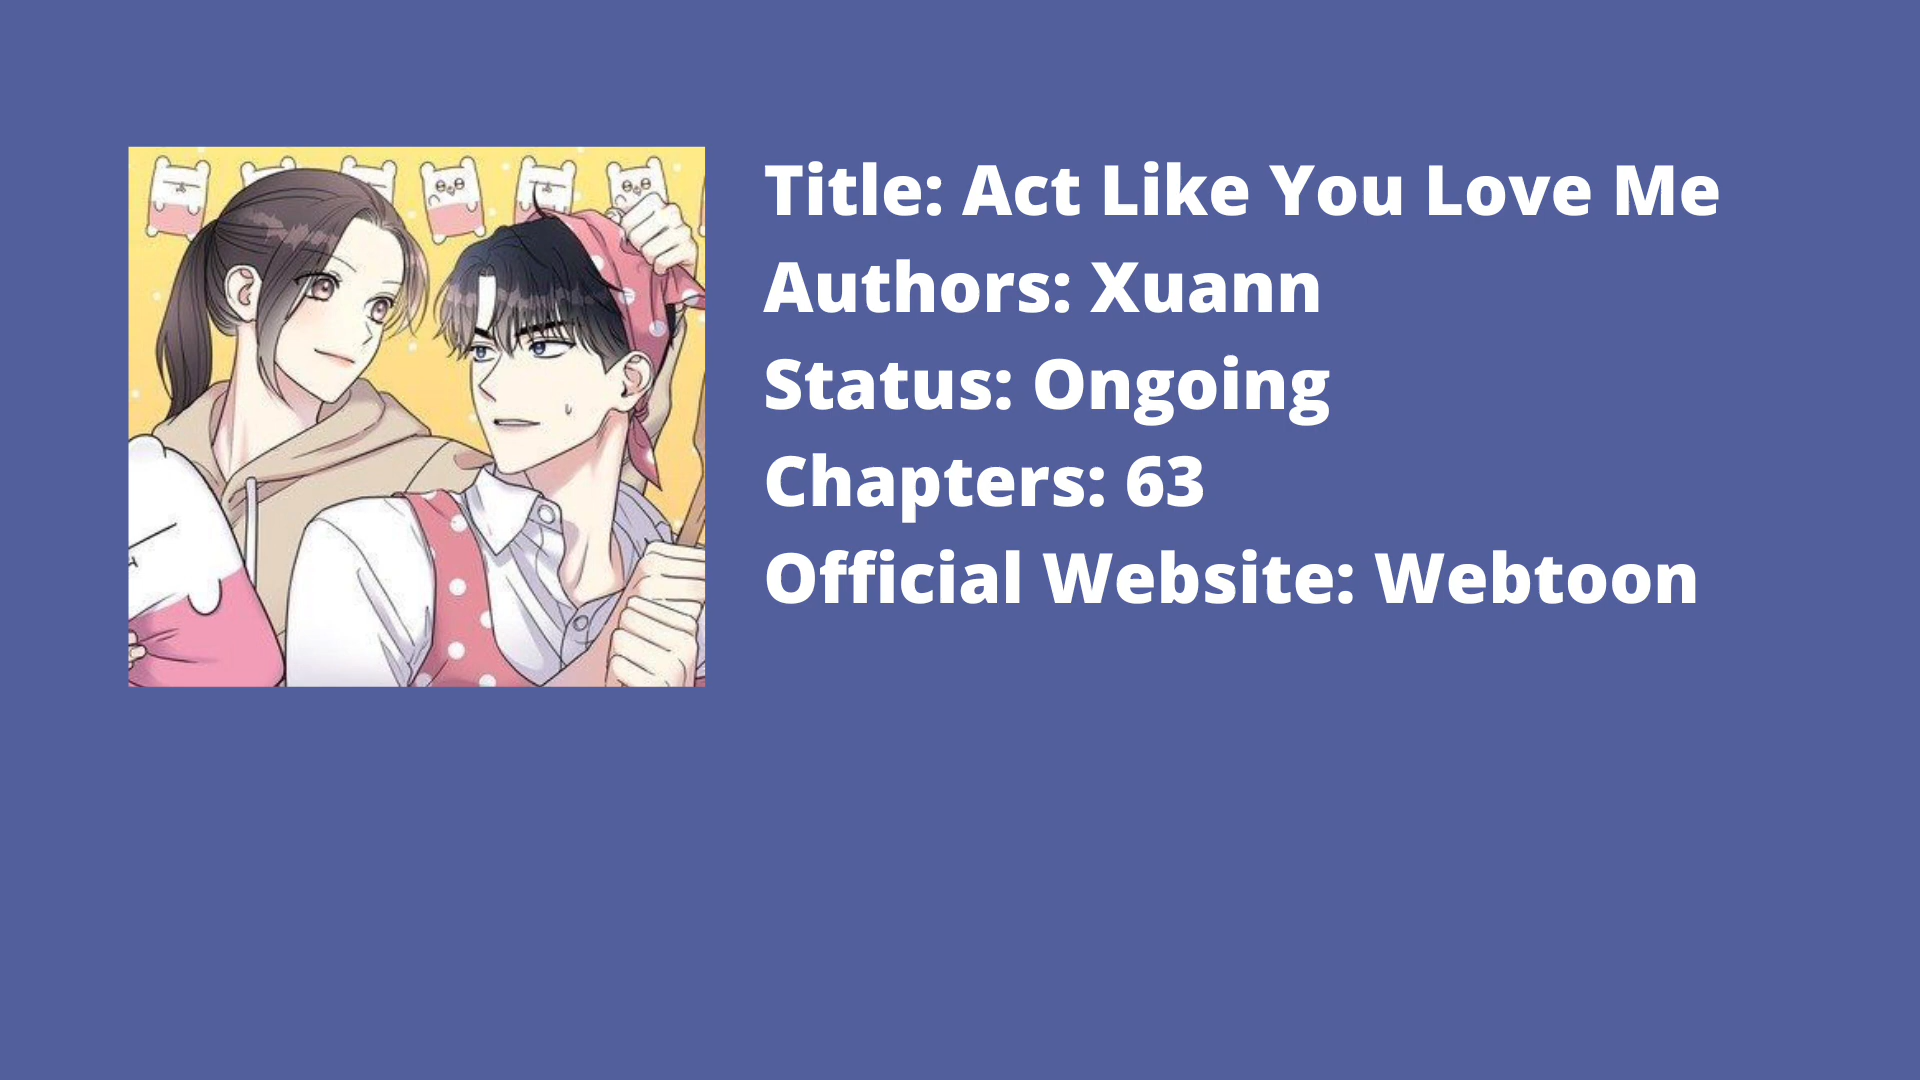 Title: Act Like You Love Me
Authors: Xuann
Status: Ongoing
Chapters: 63
Official Website: Webtoon